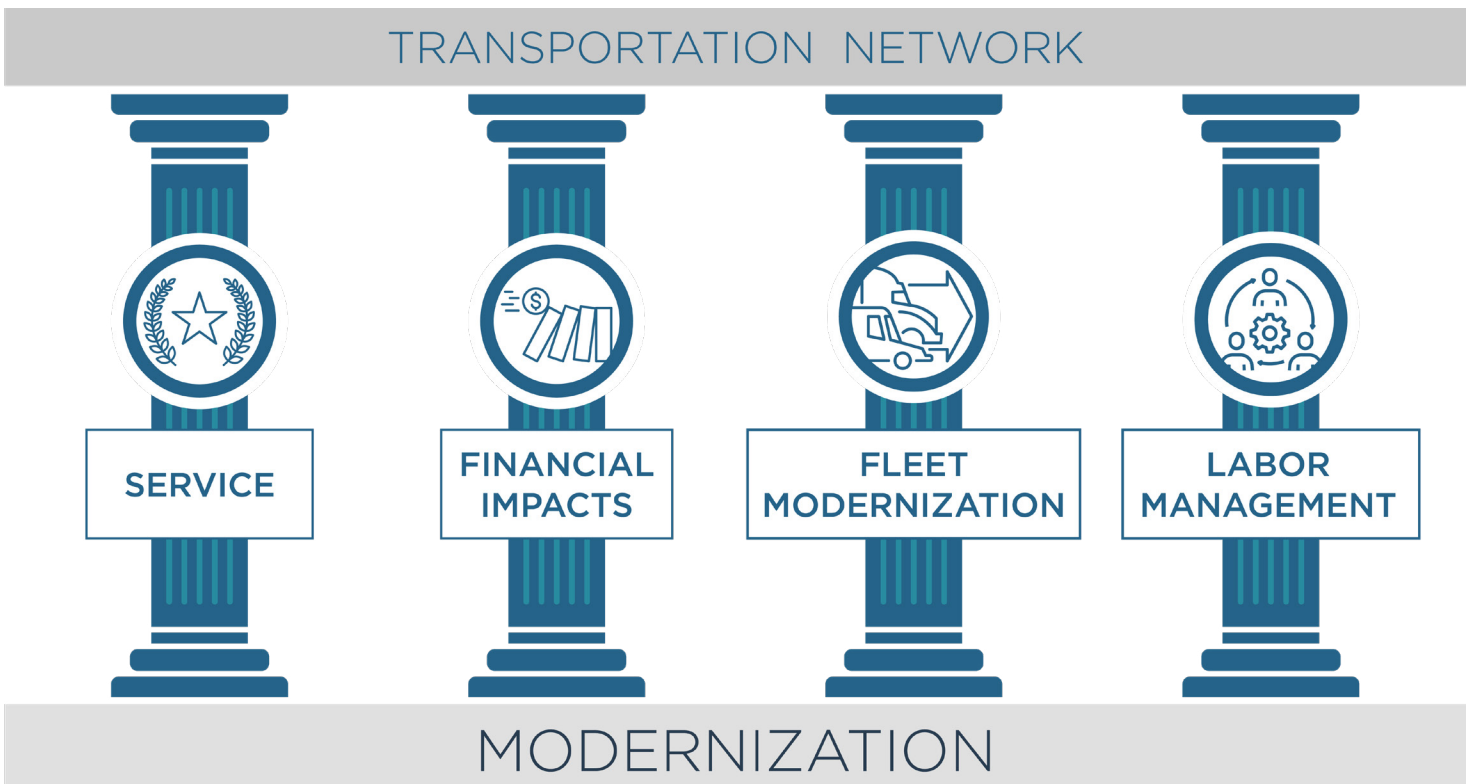 TRANSPORTATION NETWORK
$
SERVICE
FINANCIAL
IMPACTS
FLEET
MODERNIZATION
LABOR
MANAGEMENT
MODERNIZATION